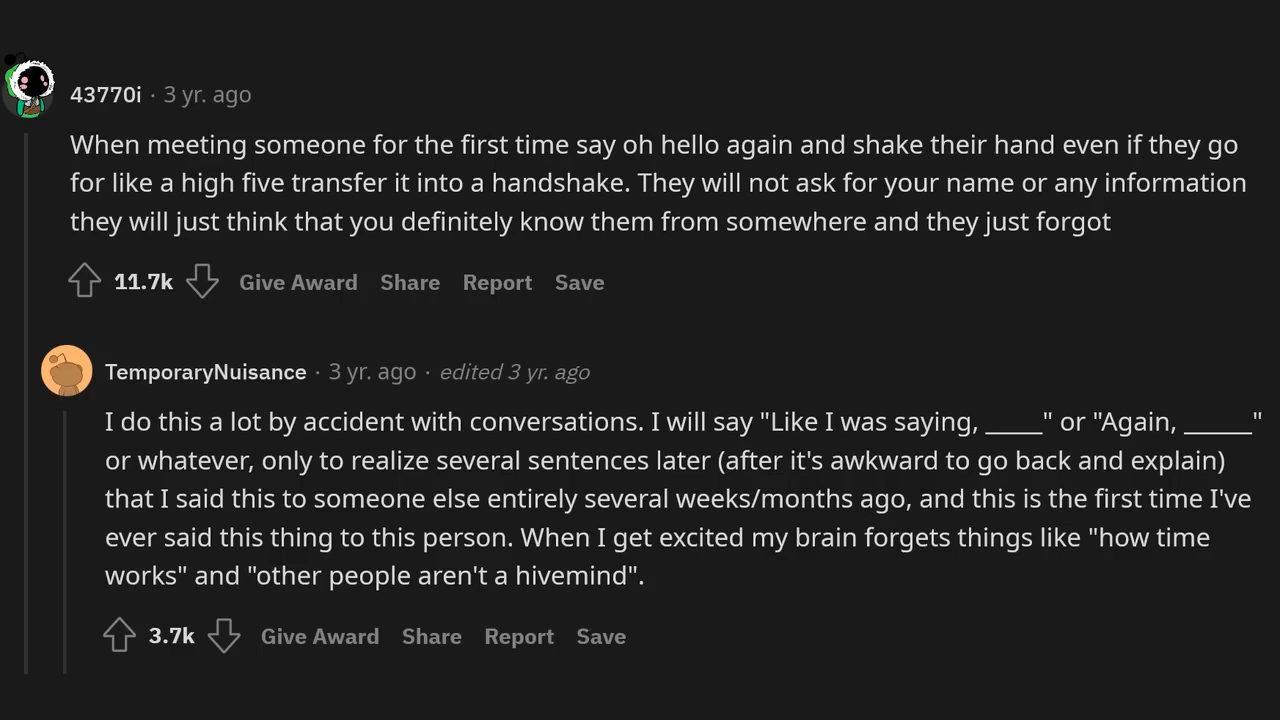 43770i · 3 yr. ago
When meeting someone for the first time say oh hello again and shake their hand even if they go
for like a high five transfer it into a handshake. They will not ask for your name or any information
they will just think that you definitely know them from somewhere and they just forgot
11.7k Give Award Share Report Save
TemporaryNuisance · 3 yr. ago · edited 3 yr. ago
I do this a lot by accident with conversations. I will say "Like I was saying, _____" or "Again, ______"
or whatever, only to realize several sentences later (after it's awkward to go back and explain)
that I said this to someone else entirely several weeks/months ago, and this is the first time I've
ever said this thing to this person. When I get excited my brain forgets things like "how time
works" and "other people aren't a hivemind".
3.7k Give Award Share Report Save